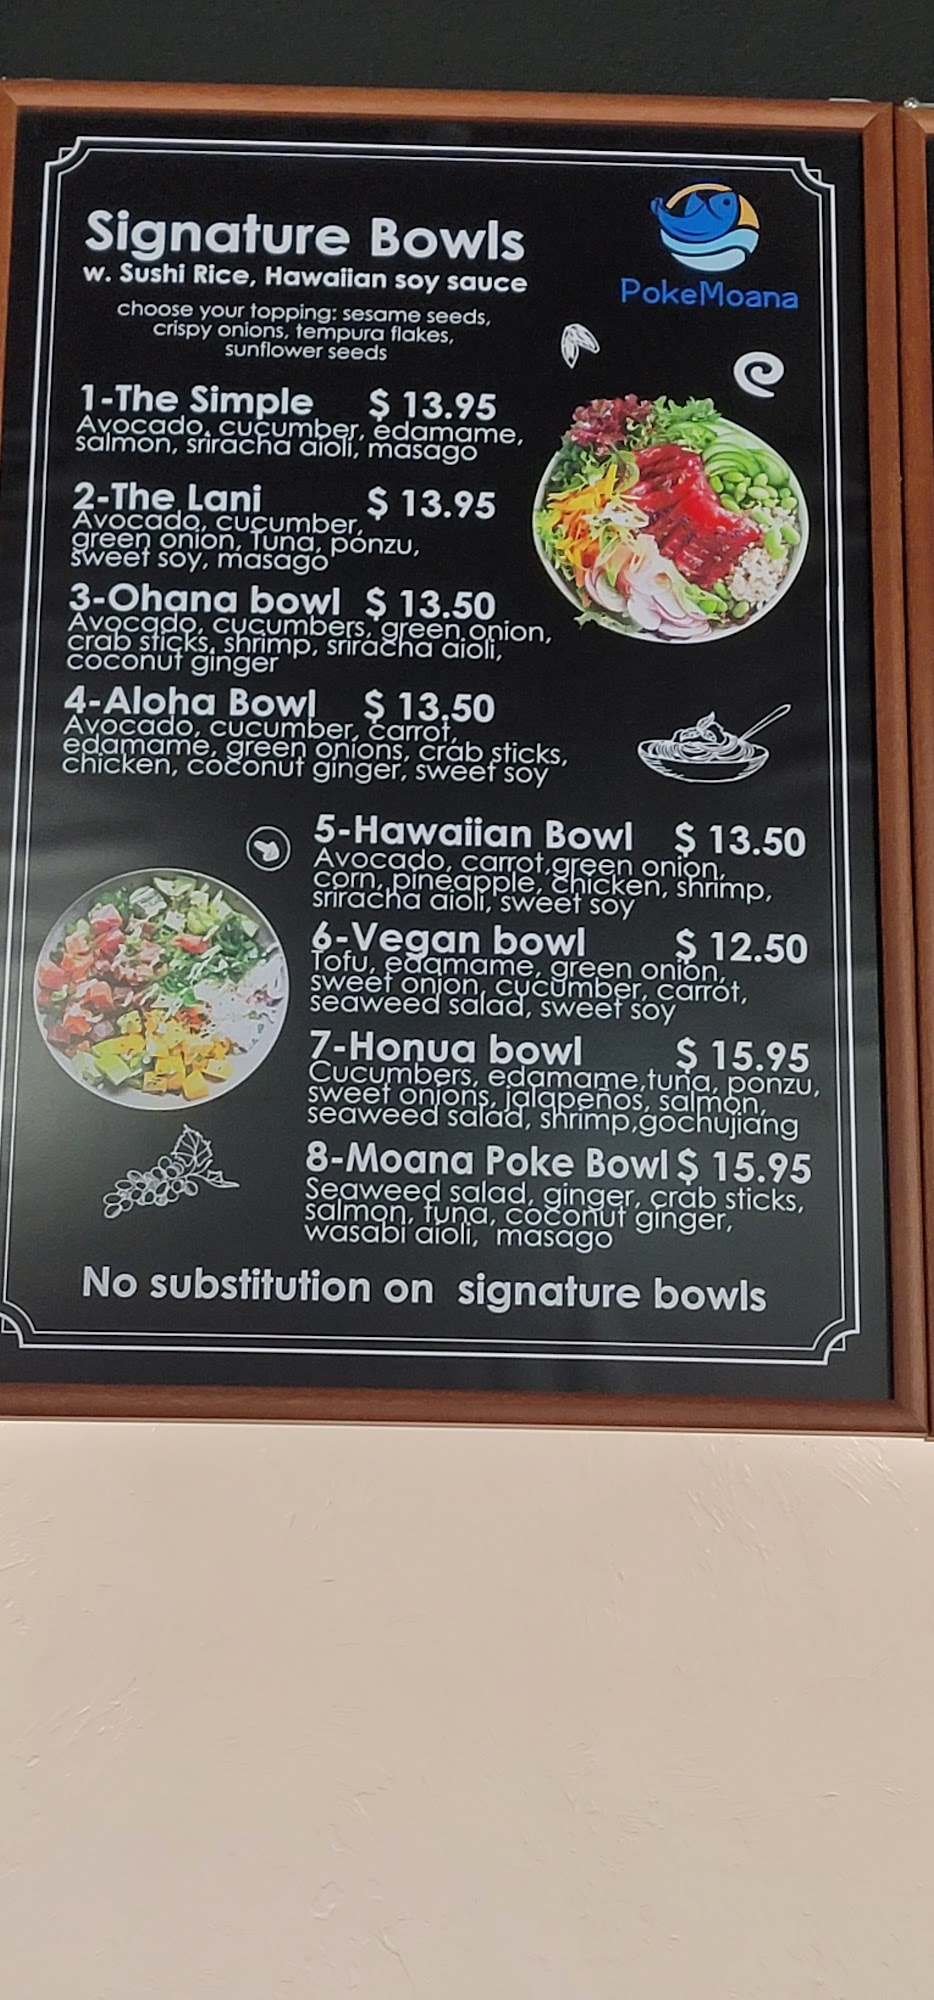 Signature Bowls
w. Sushi Rice, Hawaiian soy sauce
choose your topping: sesame seeds,
crispy onions, tempura flakes,
sunflower seeds
PokeMoana
1-The Simple $ 13.95
Avocado, cucumber, edamame,
salmon, sriracha aioli, masago
2-The Lani $ 13.95
Avocado, cucumber,
green onion, Tuna, ponzu,
sweet soy, masago
3-Ohana bowl $ 13.50
Avocado, cucumbers, green onion,
crab sticks, shrimp, sriracha aioli,
coconut ginger
4-Aloha Bowl $ 13.50
Avocado, cucumber, carrot,
edamame, green onions, crab sticks,
chicken, coconut ginger, sweet soy
5-Hawaiian Bowl $ 13.50
Avocado, carrot,green onion,
corn, pineapple, chicken, shrimp,
sriracha aioli, sweet soy
6-Vegan bowl $ 12.50
Tofu, edamame, green onion,
sweet onion, cucumber, carrot,
seaweed salad, sweet soy
7-Honua bowl $ 15.95
Cucumbers, edamame,tuna, ponzu,
sweet onions, jalapenos, salmon,
seaweed salad, shrimp,gochujiang
8-Moana Poke Bowl $ 15.95
Seaweed salad, ginger, crab sticks,
salmon, tuna, coconut ginger,
wasabi aioli, masago
No substitution on signature bowls